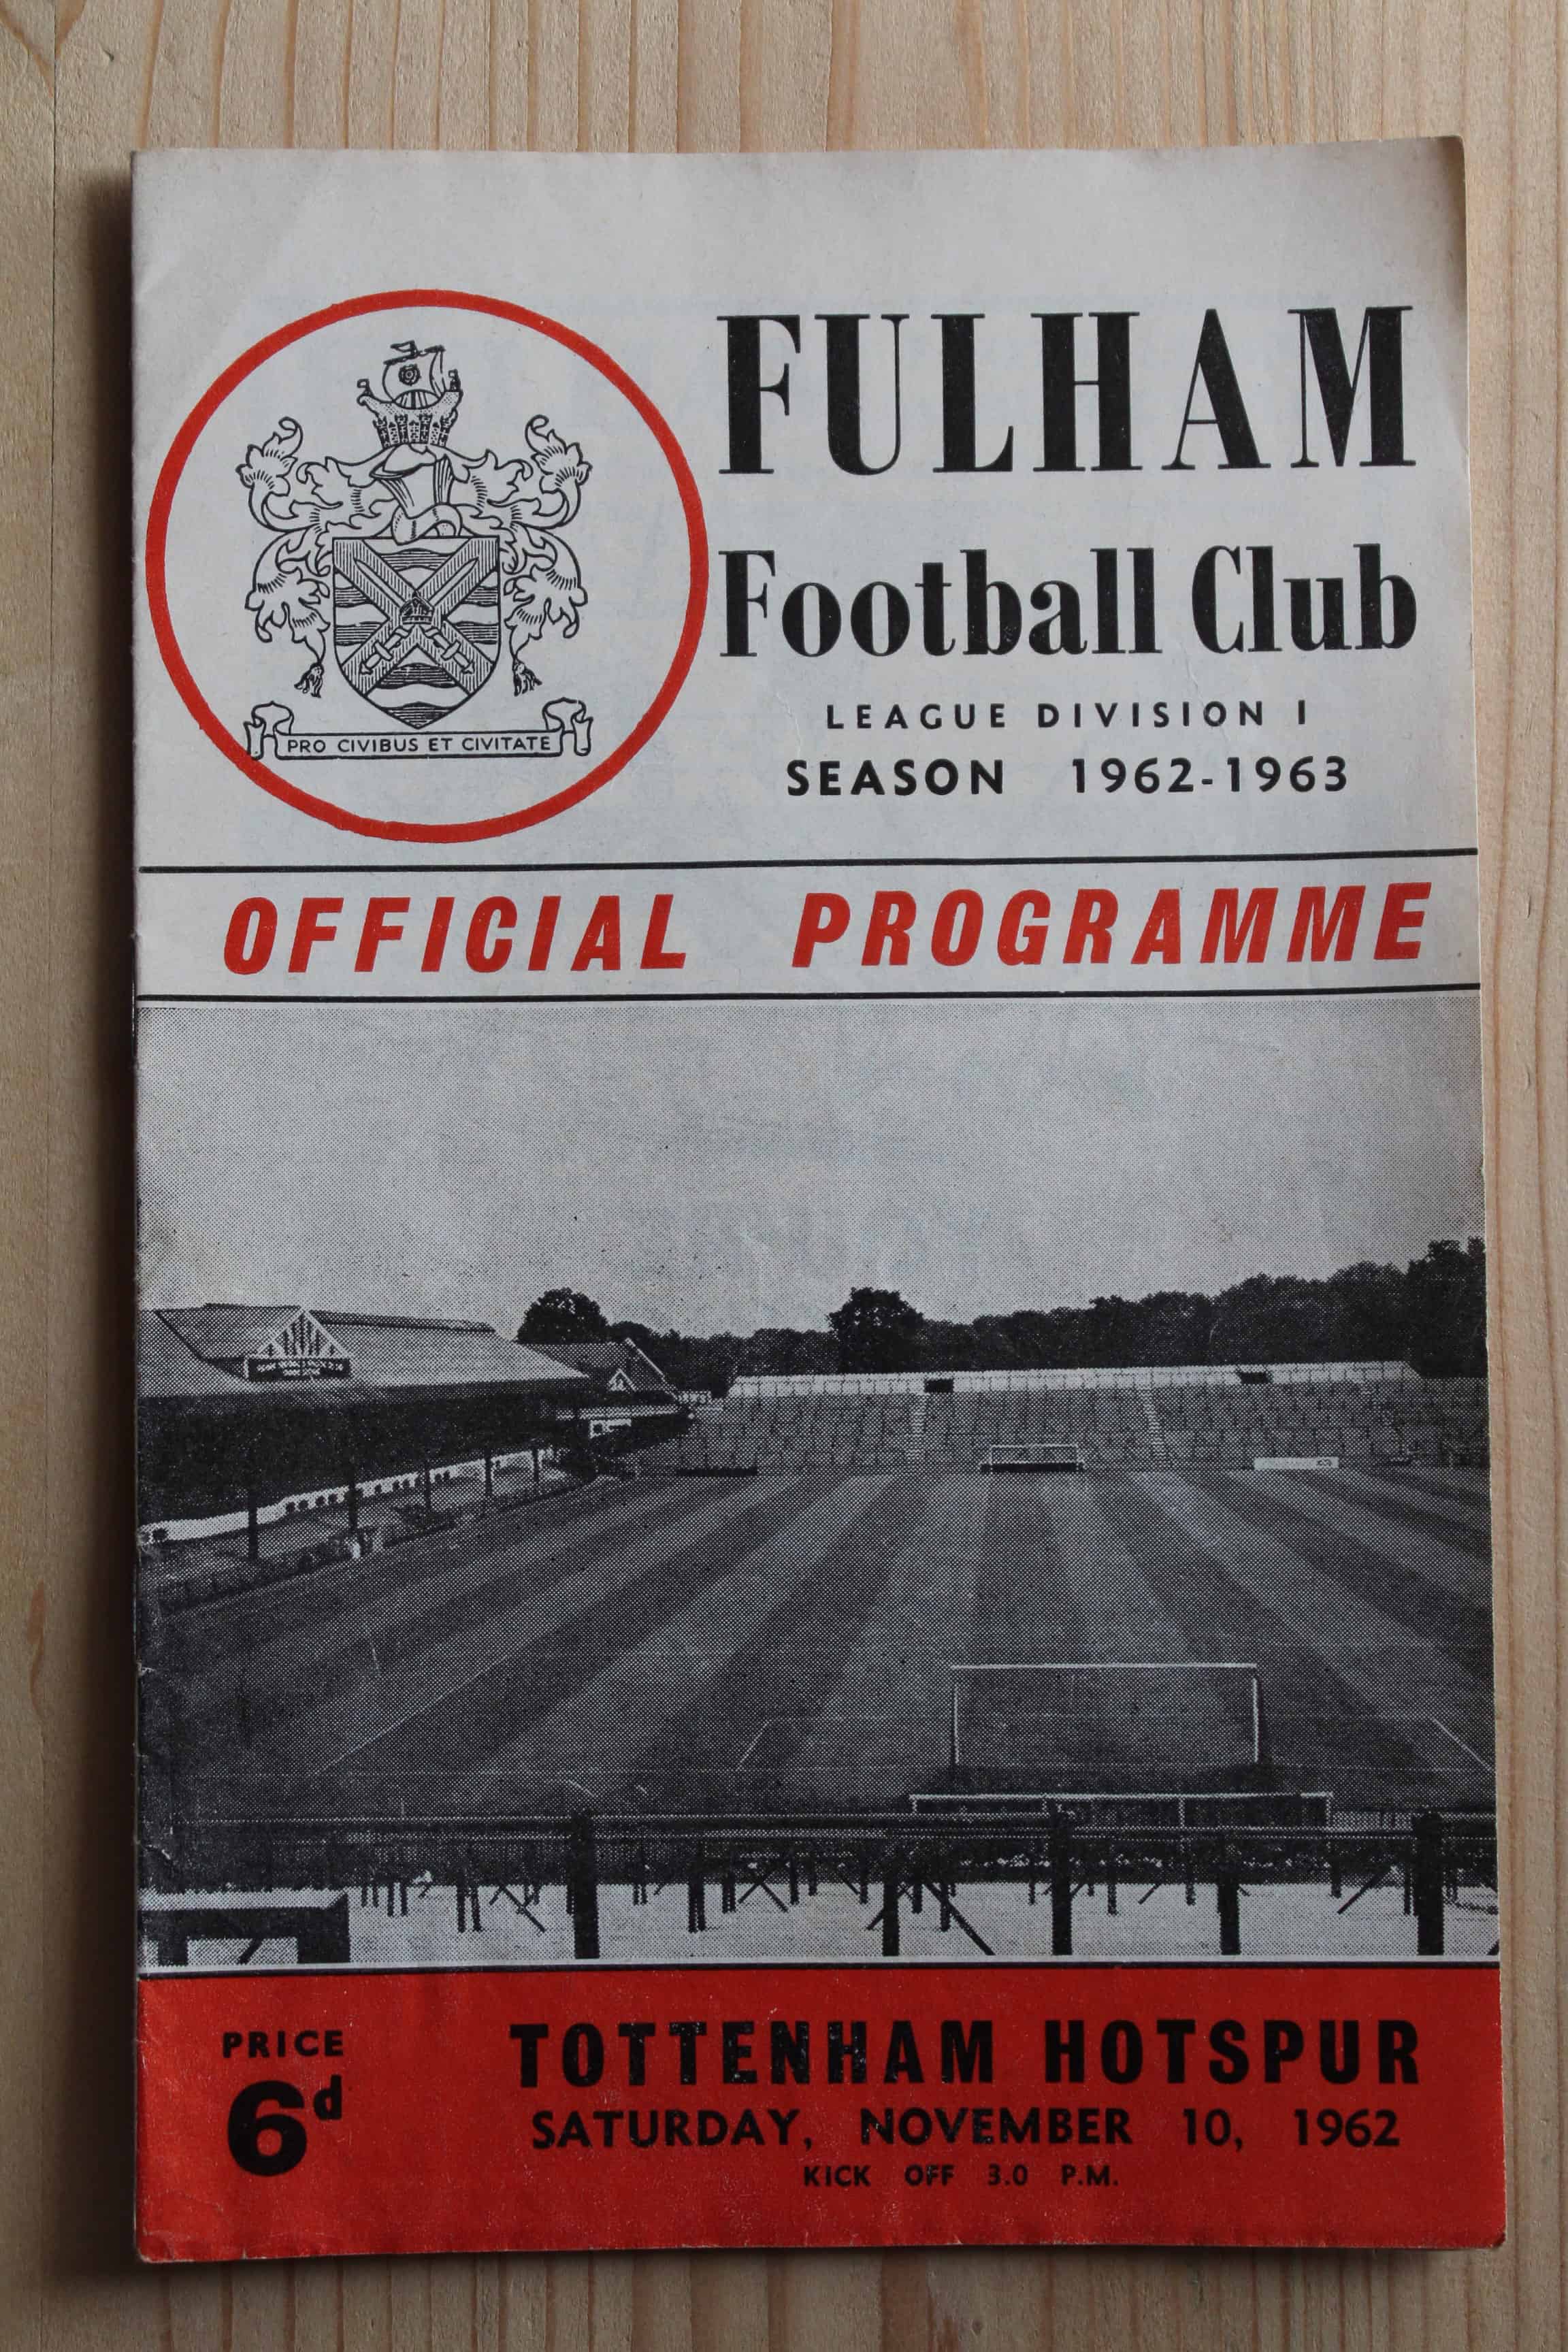 FULHAM
Football Club
LEAGUE DIVISION I
SEASON 1962-1963
PRO CIVIBUS ET CIVITATE
OFFICIAL PROGRAMME
PRICE
6d
TOTTENHAM HOTSPUR
SATURDAY, NOVEMBER 10, 1962
KICK OFF 3.0 P.M.